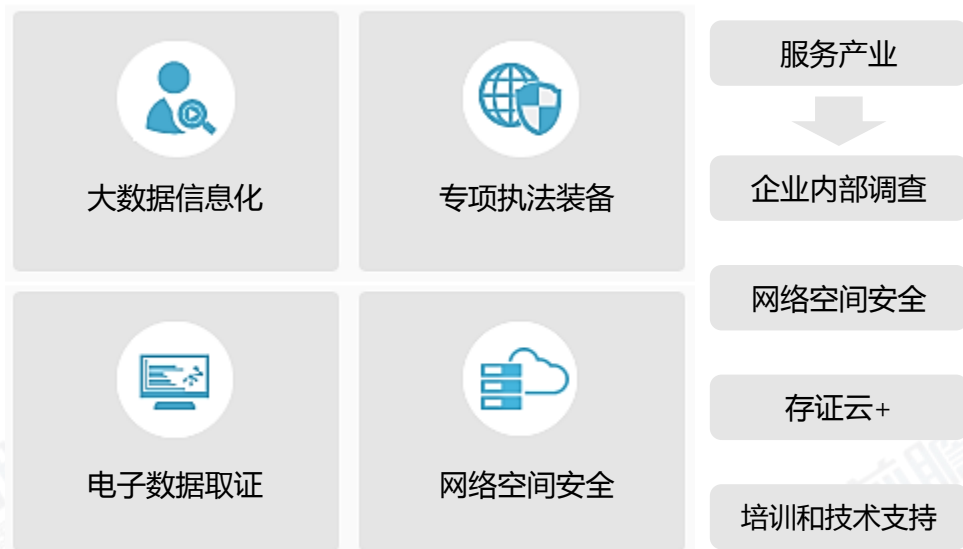 大数据信息化
专项执法装备
电子数据取证
网络空间安全
服务产业
企业内部调查
网络空间安全
存证云+
培训和技术支持